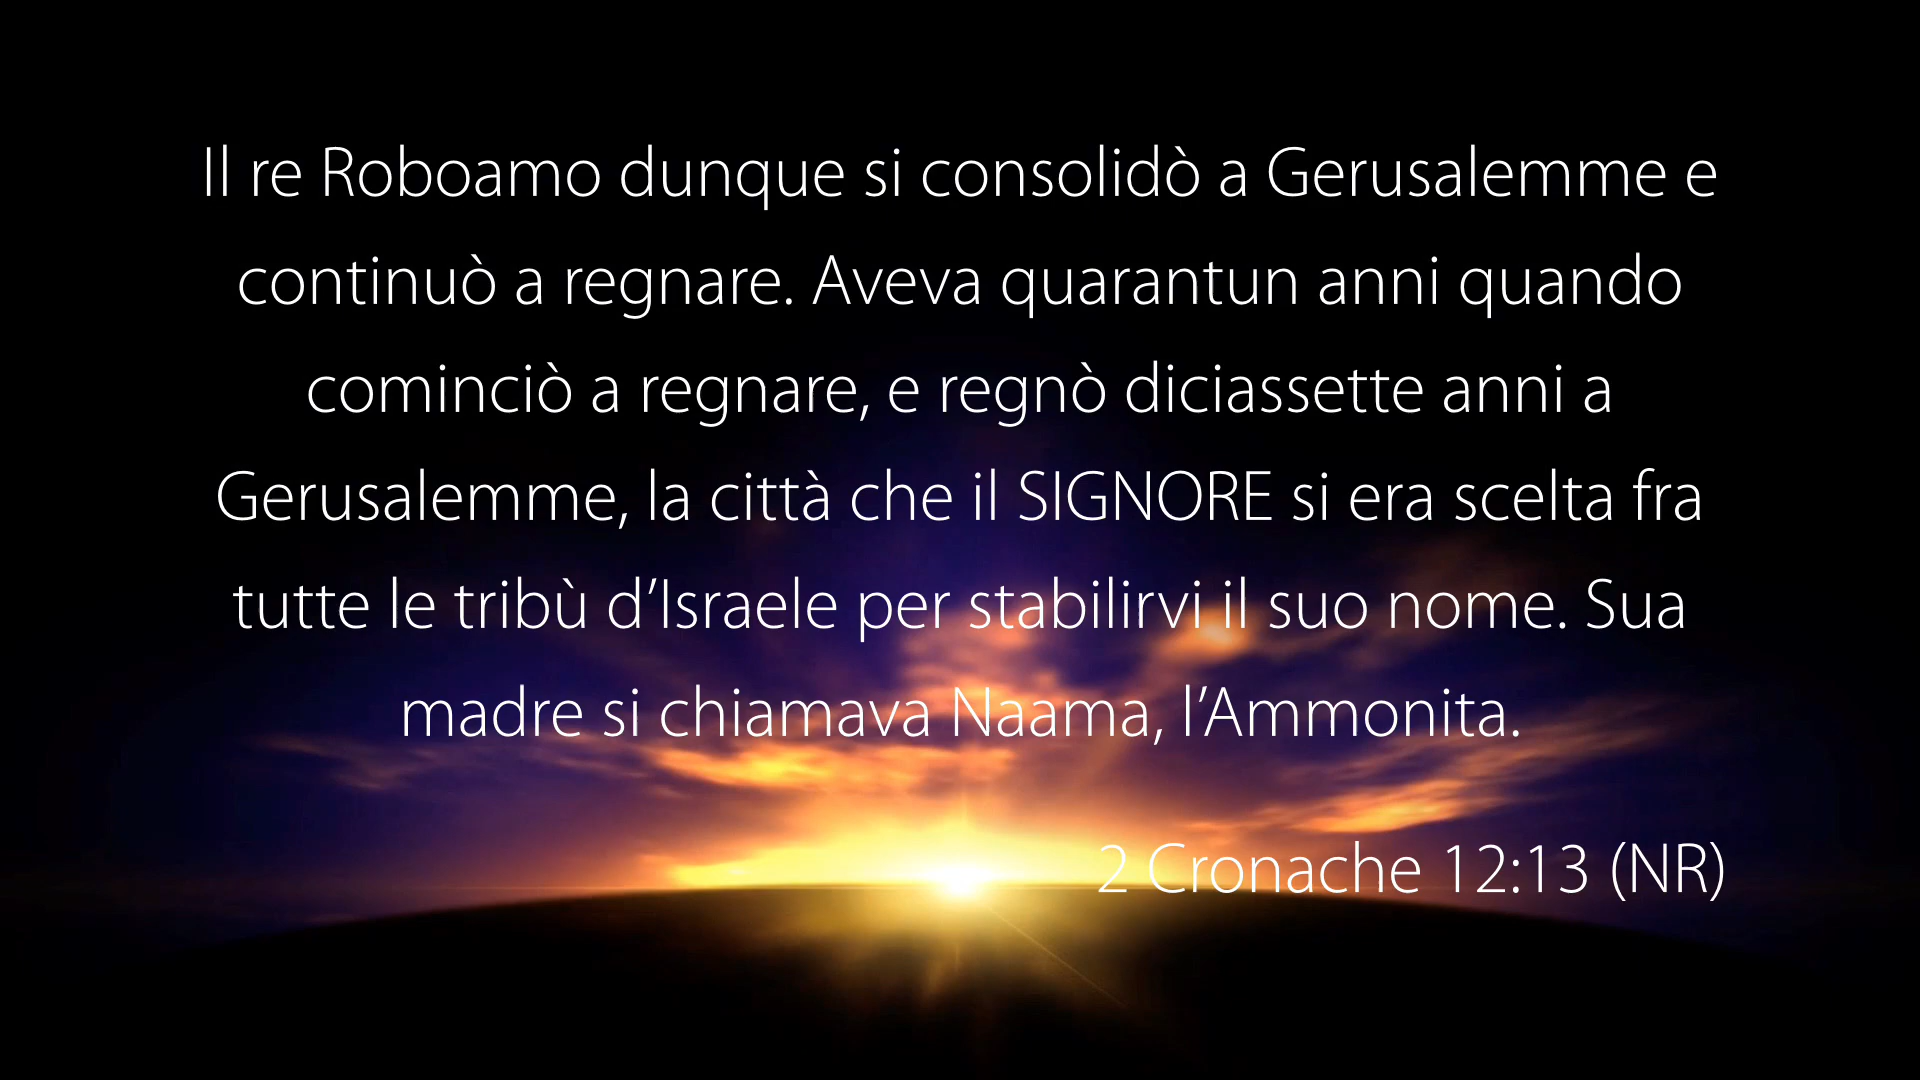 Il re Roboamo dunque si consolidò a Gerusalemme e
continuò a regnare. Aveva quarantun anni quando
cominciò a regnare, e regnò diciassette anni a
Gerusalemme, la città che il SIGNORE si era scelta fra
tutte le tribù d’Israele per stabilirvi il suo nome. Sua
madre si chiamava Naama, l’Ammonita.
2 Cronache 12:13 (NR)